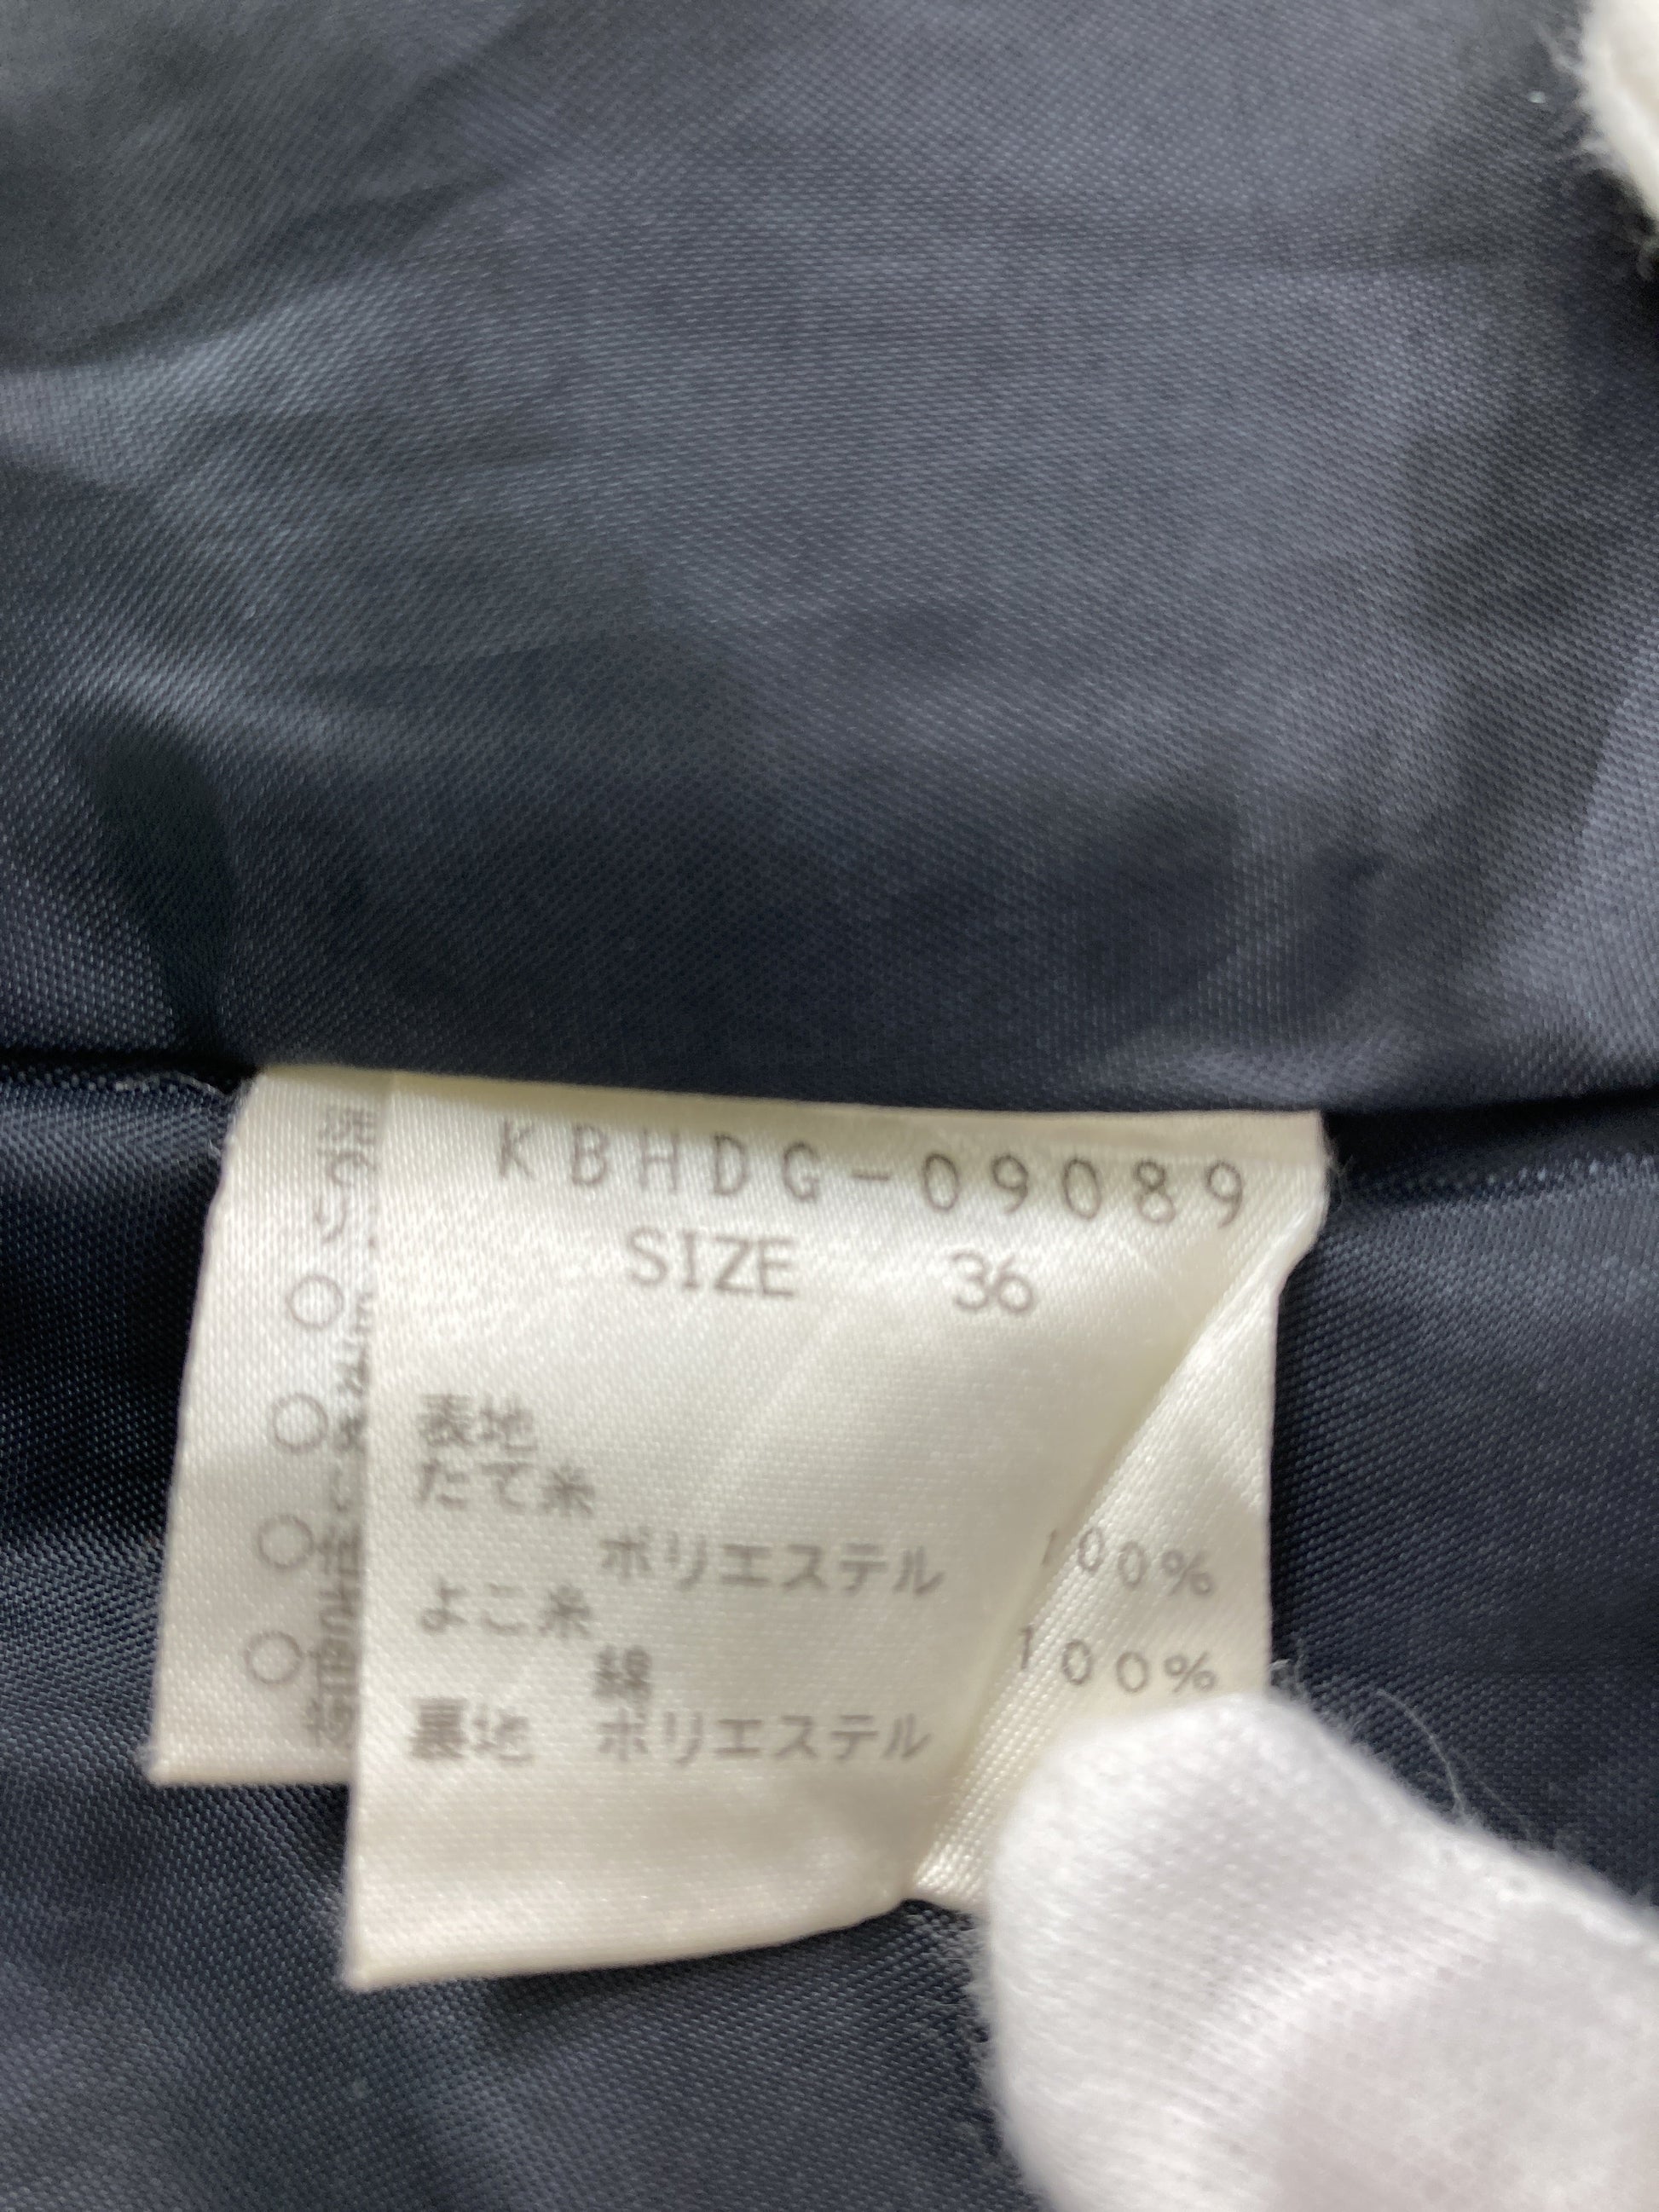 KBHDG-09089
SIZE 36
表地
たて糸
ポリエステル 100%
よこ糸
綿 100%
裏地 ポリエステル